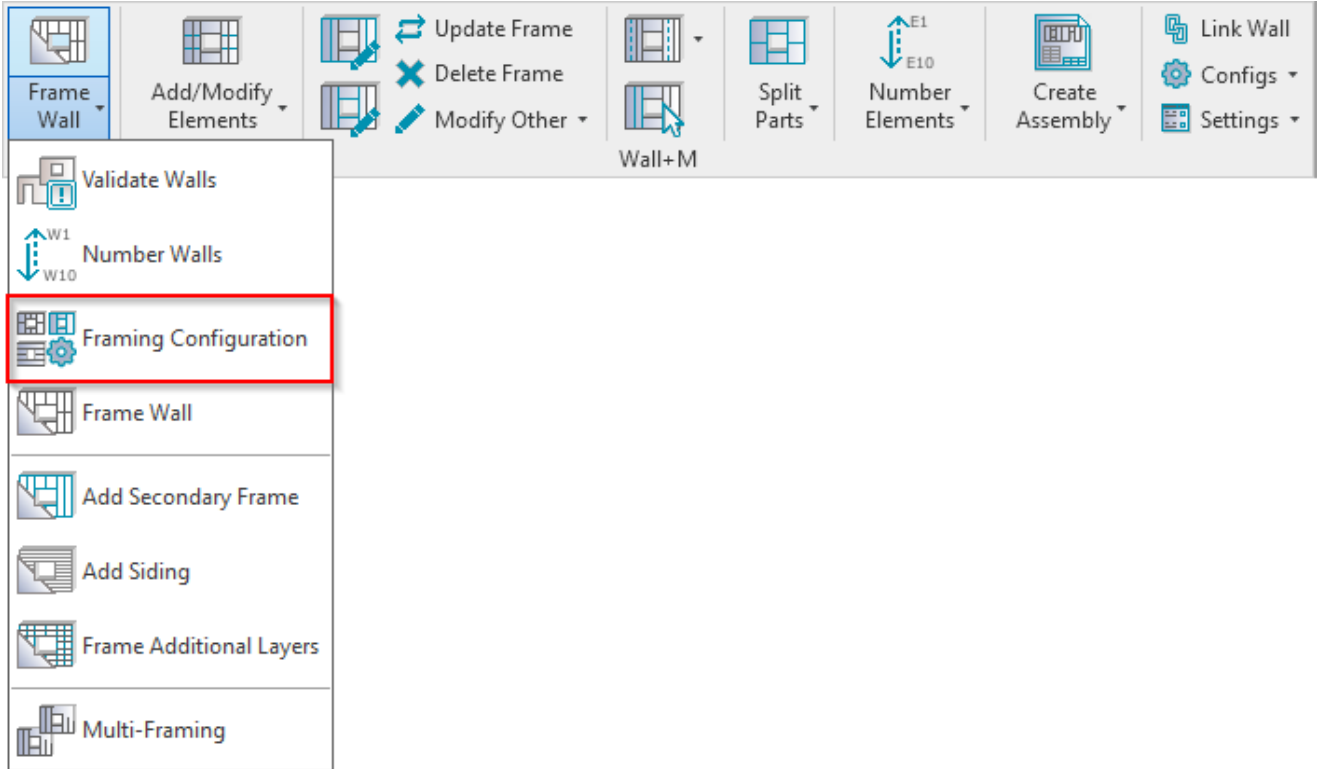 Frame
Wall
Add/Modify
Elements
Update Frame
Delete Frame
Modify Other
Split
Parts
E1
E10
Number
Elements
Create
Assembly
Link Wall
Configs
Settings
Wall+M
Validate Walls
W1
W10
Number Walls
Framing Configuration
Frame Wall
Add Secondary Frame
Add Siding
Frame Additional Layers
Multi-Framing